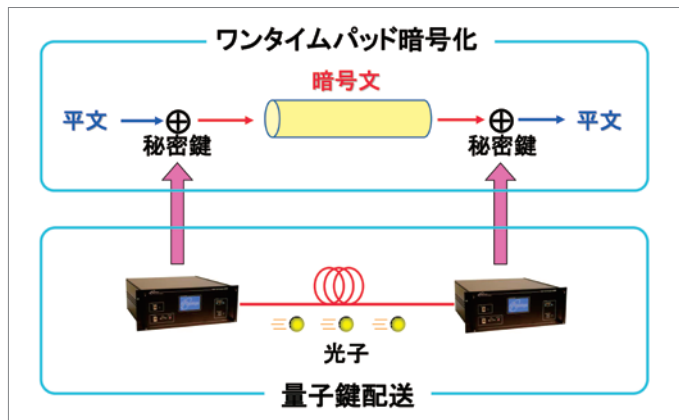 ワンタイムパッド暗号化
暗号文
平文
平文
秘密鍵
秘密鍵
光子
量子鍵配送